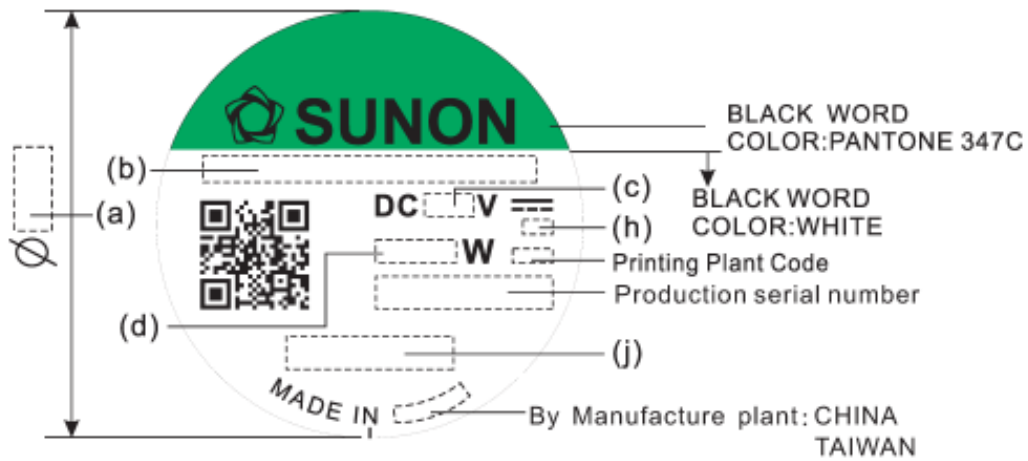 SUNON
BLACK WORD
COLOR:PANTONE 347C
(b)
(c)
DC V
BLACK WORD
COLOR:WHITE
(a)
(h)
Ø
W
Printing Plant Code
Production serial number
(d)
(j)
MADE IN
By Manufacture plant: CHINA
TAIWAN